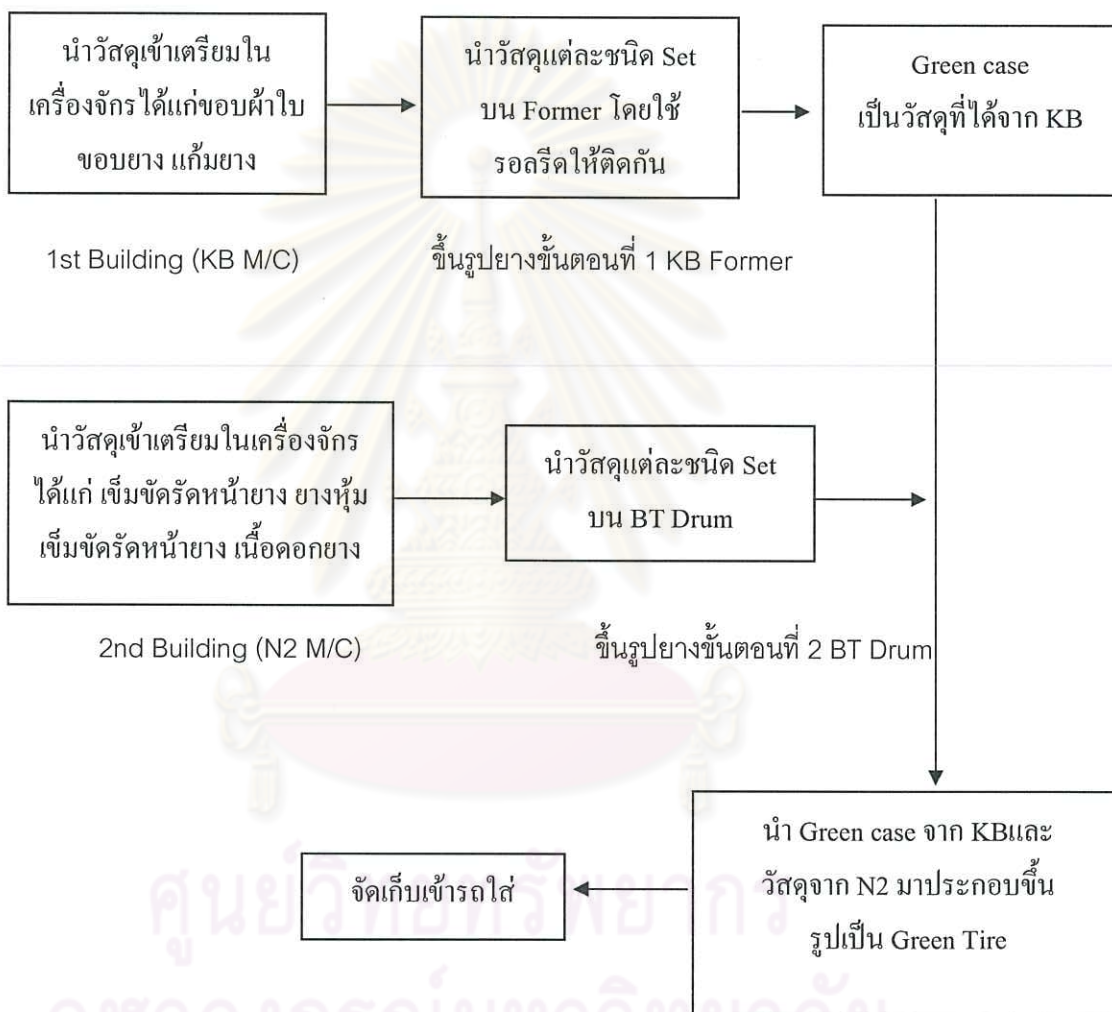 นำวัสดุเข้าเตรียมใน
เครื่องจักรได้แก่ขอบผ้าใบ
ขอบยาง แก้มยาง
นำวัสดุแต่ละชนิด Set
บน Former โดยใช้
รอลรีดให้ติดกัน
Green case
เป็นวัสดุที่ได้จาก KB
1st Building (KB M/C)
ขึ้นรูปยางขั้นตอนที่ 1 KB Former
นำวัสดุเข้าเตรียมในเครื่องจักร
ได้แก่ เข็มขัดรัดหน้ายาง ยางหุ้ม
เข็มขัดรัดหน้ายาง เนื้อดอกยาง
นำวัสดุแต่ละชนิด Set
บน BT Drum
2nd Building (N2 M/C)
ขึ้นรูปยางขั้นตอนที่ 2 BT Drum
นำ Green case จาก KBและ
วัสดุจาก N2 มาประกอบขึ้น
รูปเป็น Green Tire
จัดเก็บเข้ารถใส่
ศูนย์วิทยทรัพยากร